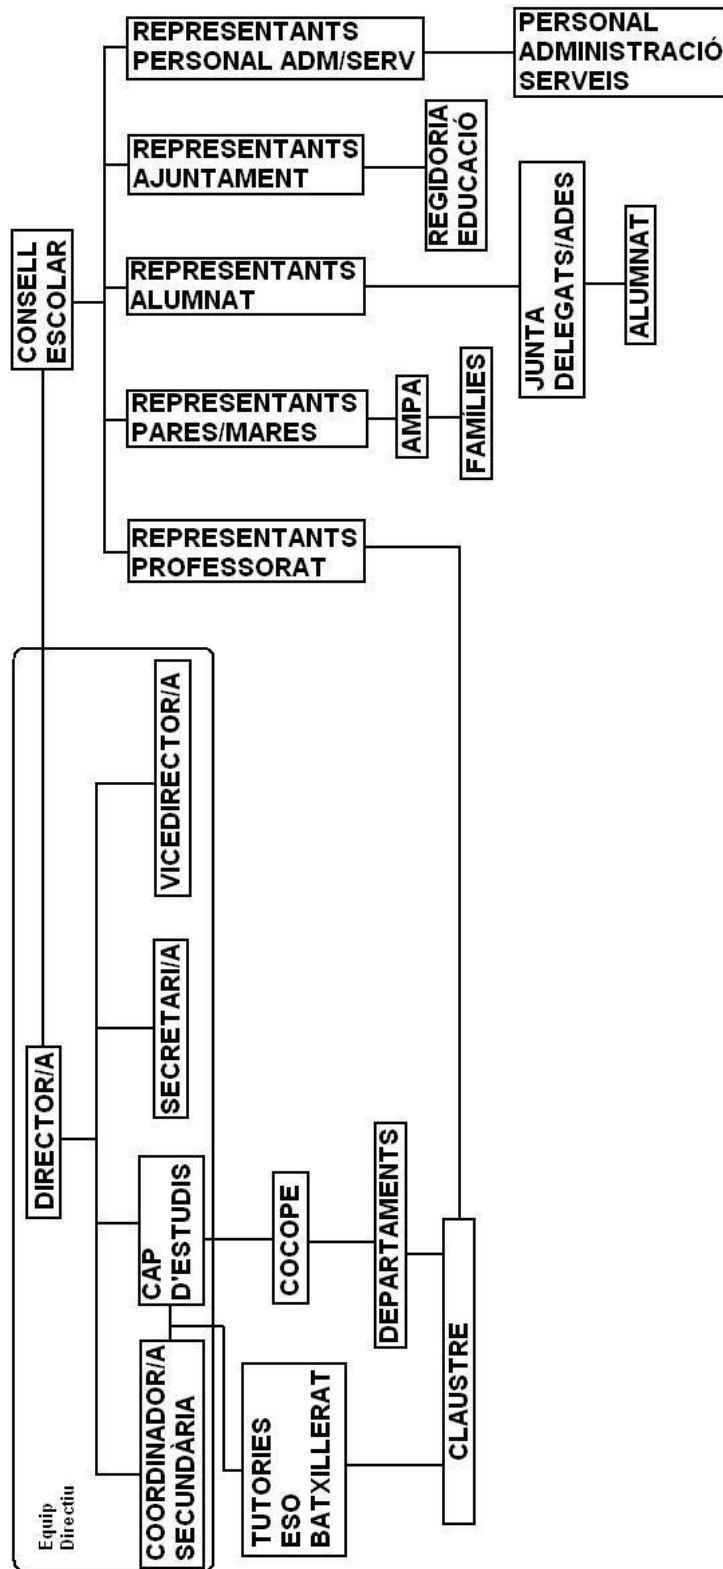 CONSELL
ESCOLAR
REPRESENTANTS
PERSONAL ADM/SERV
PERSONAL
ADMINISTRACIÓ
SERVEIS
REPRESENTANTS
AJUNTAMENT
REGIDORIA
EDUCACIÓ
REPRESENTANTS
ALUMNAT
JUNTA
DELEGATS/ADES
ALUMNAT
REPRESENTANTS
PARES/MARES
AMPA
FAMÍLIES
REPRESENTANTS
PROFESSORAT
Equip
Directiu
DIRECTOR/A
VICEDIRECTOR/A
SECRETARI/A
CAP
D'ESTUDIS
COORDINADOR/A
SECUNDÀRIA
COCOPE
DEPARTAMENTS
TUTORIES
ESO
BATXILLERAT
CLAUSTRE